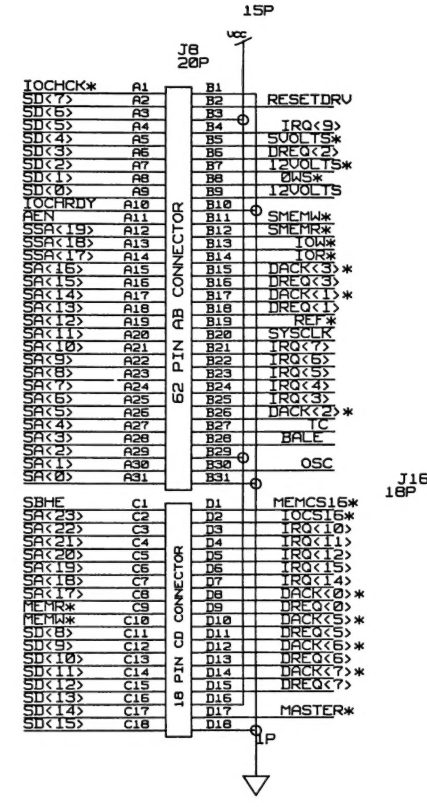 15P
VCC
J8
20P
IOCHCK* A1 B1
SD<7> A2 B2 RESETDRV
SD<6> A3 B3
SD<5> A4 B4 IRQ<9>
SD<4> A5 B5 5VOLTS*
SD<3> A6 B6 DREQ<2>
SD<2> A7 B7 12VOLTS*
SD<1> A8 B8 0WS*
SD<0> A9 B9 12VOLTS
IOCHRDY A10 B10
AEN A11 B11 SMEMW*
SSA<19> A12 B12 SMEMR*
SSA<18> A13 B13 IOW*
SSA<17> A14 B14 IOR*
SA<16> A15 B15 DACK<3>*
SA<15> A16 B16 DREQ<3>
SA<14> A17 B17 DACK<1>*
SA<13> A18 B18 DREQ<1>
SA<12> A19 B19 REF*
SA<11> A20 B20 SYSCLK
SA<10> A21 B21 IRQ<7>
SA<9> A22 B22 IRQ<6>
SA<8> A23 B23 IRQ<5>
SA<7> A24 B24 IRQ<4>
SA<6> A25 B25 IRQ<3>
SA<5> A26 B26 DACK<2>*
SA<4> A27 B27 TC
SA<3> A28 B28 BALE
SA<2> A29 B29
SA<1> A30 B30 OSC
SA<0> A31 B31
62 PIN AB CONNECTOR
J16
18P
SBHE C1 D1 MEMCS16*
SA<23> C2 D2 IOCS16*
SA<22> C3 D3 IRQ<10>
SA<21> C4 D4 IRQ<11>
SA<20> C5 D5 IRQ<12>
SA<19> C6 D6 IRQ<15>
SA<18> C7 D7 IRQ<14>
SA<17> C8 D8 DACK<0>*
MEMR* C9 D9 DREQ<0>
MEMW* C10 D10 DACK<5>*
SD<8> C11 D11 DREQ<5>
SD<9> C12 D12 DACK<6>*
SD<10> C13 D13 DREQ<6>
SD<11> C14 D14 DACK<7>*
SD<12> C15 D15 DREQ<7>
SD<13> C16 D16
SD<14> C17 D17 MASTER*
SD<15> C18 D18
18 PIN CD CONNECTOR
1P